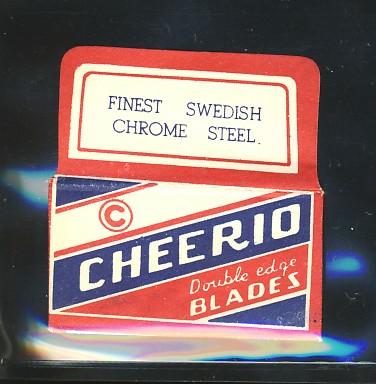 FINEST SWEDISH
CHROME STEEL.
C
CHEERIO
Double edge
BLADES